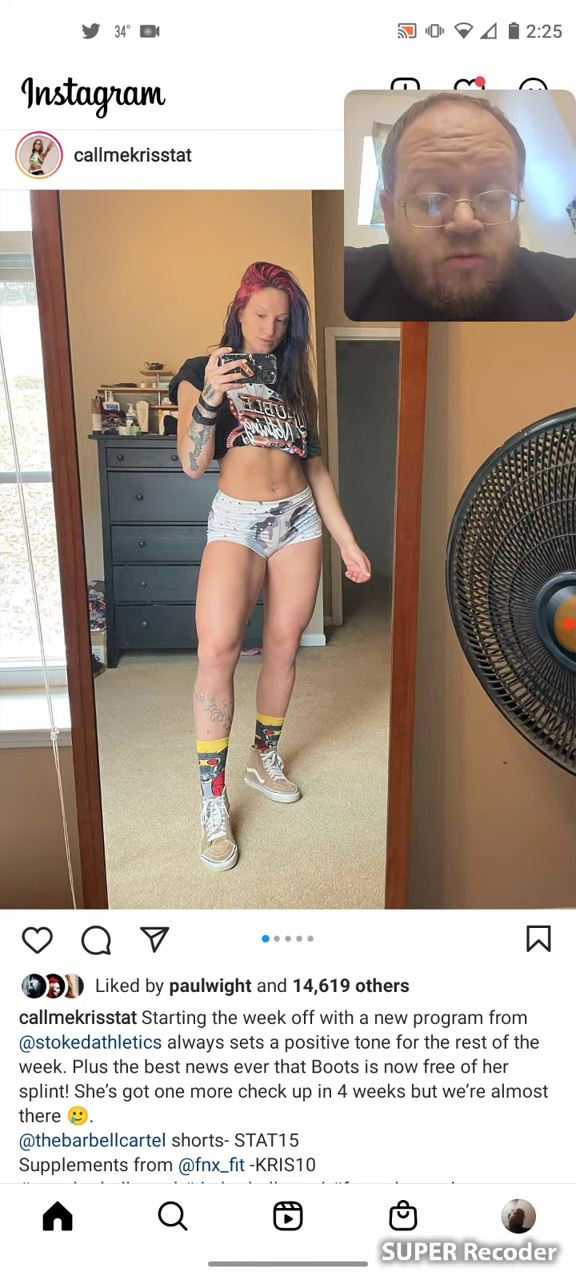 34°
2:25
Instagram
callmekrisstat
Liked by paulwight and 14,619 others
callmekrisstat Starting the week off with a new program from
@stokedathletics always sets a positive tone for the rest of the
week. Plus the best news ever that Boots is now free of her
splint! She's got one more check up in 4 weeks but we're almost
there 🥲.
@thebarbellcartel shorts- STAT15
Supplements from @fnx_fit -KRIS10
SUPER Recoder